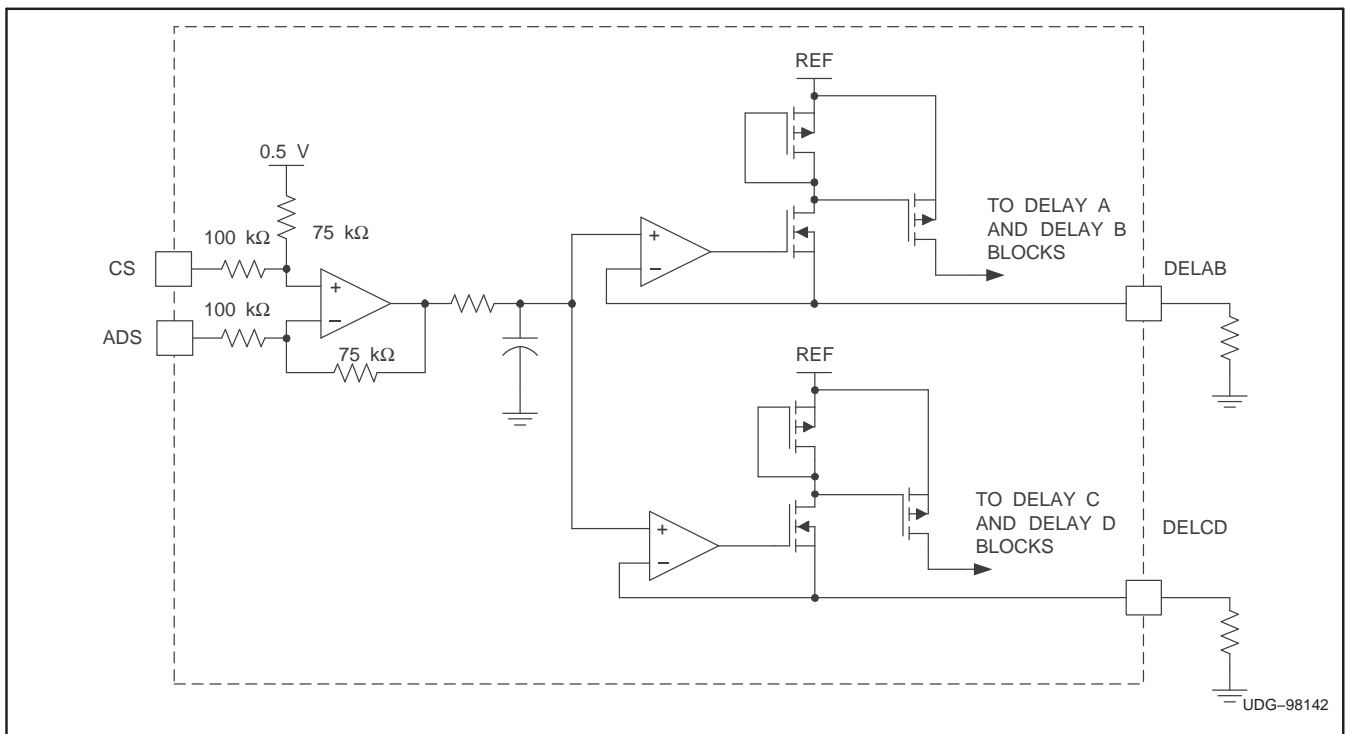 REF
0.5 V
75 kΩ
100 kΩ
CS
+
−
100 kΩ
ADS
75 kΩ
+
−
TO DELAY A
AND DELAY B
BLOCKS
DELAB
REF
+
−
TO DELAY C
AND DELAY D
BLOCKS
DELCD
UDG–98142